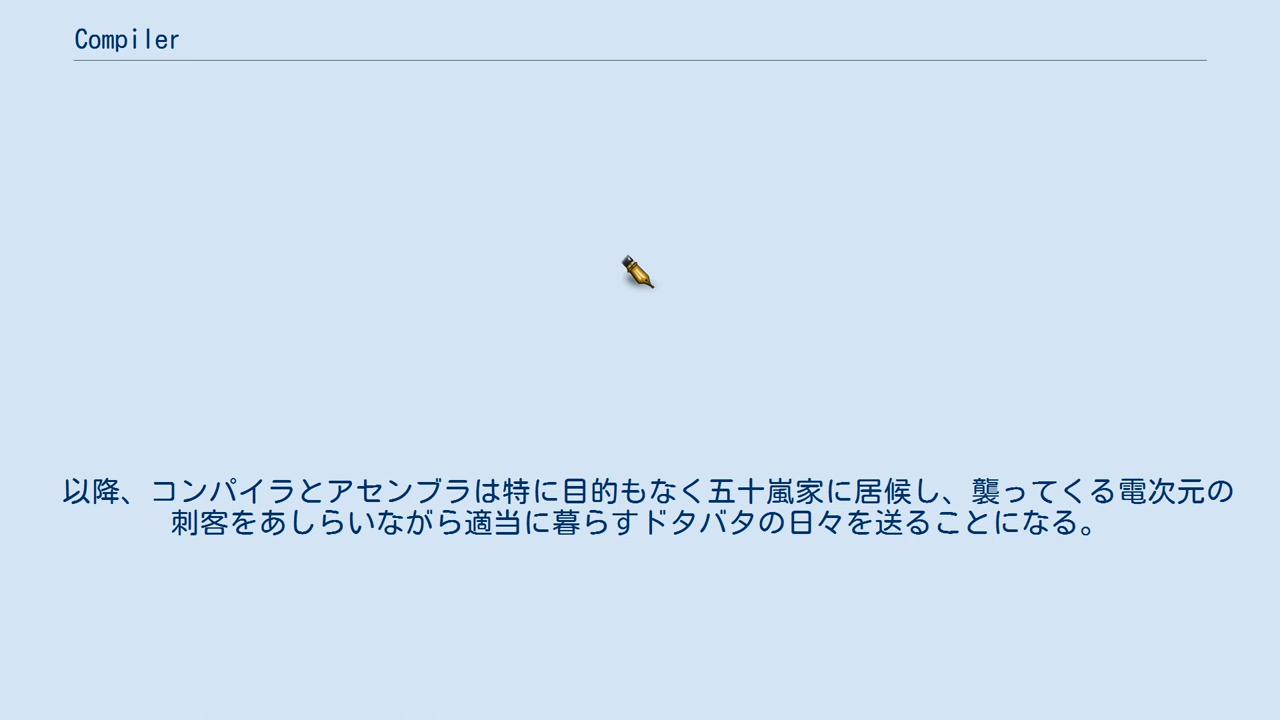 Compiler
以降、コンパイラとアセンブラは特に目的もなく五十嵐家に居候し、襲ってくる電次元の
刺客をあしらいながら適当に暮らすドタバタの日々を送ることになる。